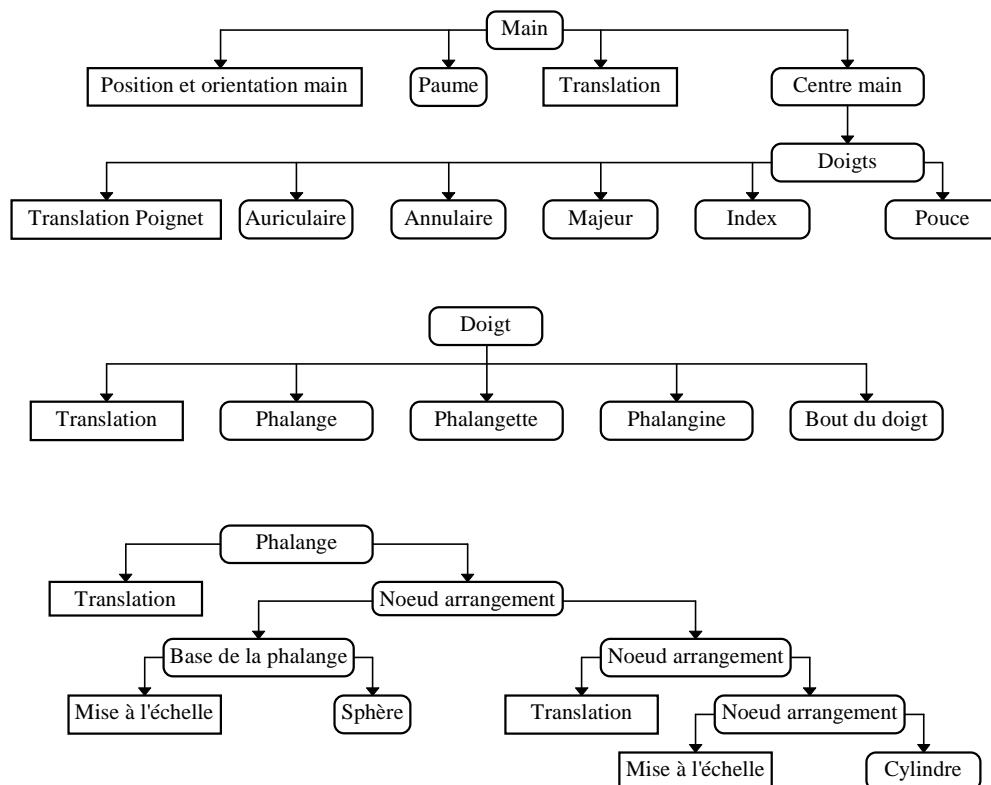 Main
Position et orientation main
Paume
Translation
Centre main
Doigts
Translation Poignet
Auriculaire
Annulaire
Majeur
Index
Pouce
Doigt
Translation
Phalange
Phalangette
Phalangine
Bout du doigt
Phalange
Translation
Noeud arrangement
Base de la phalange
Noeud arrangement
Mise à l'échelle
Sphère
Translation
Noeud arrangement
Mise à l'échelle
Cylindre